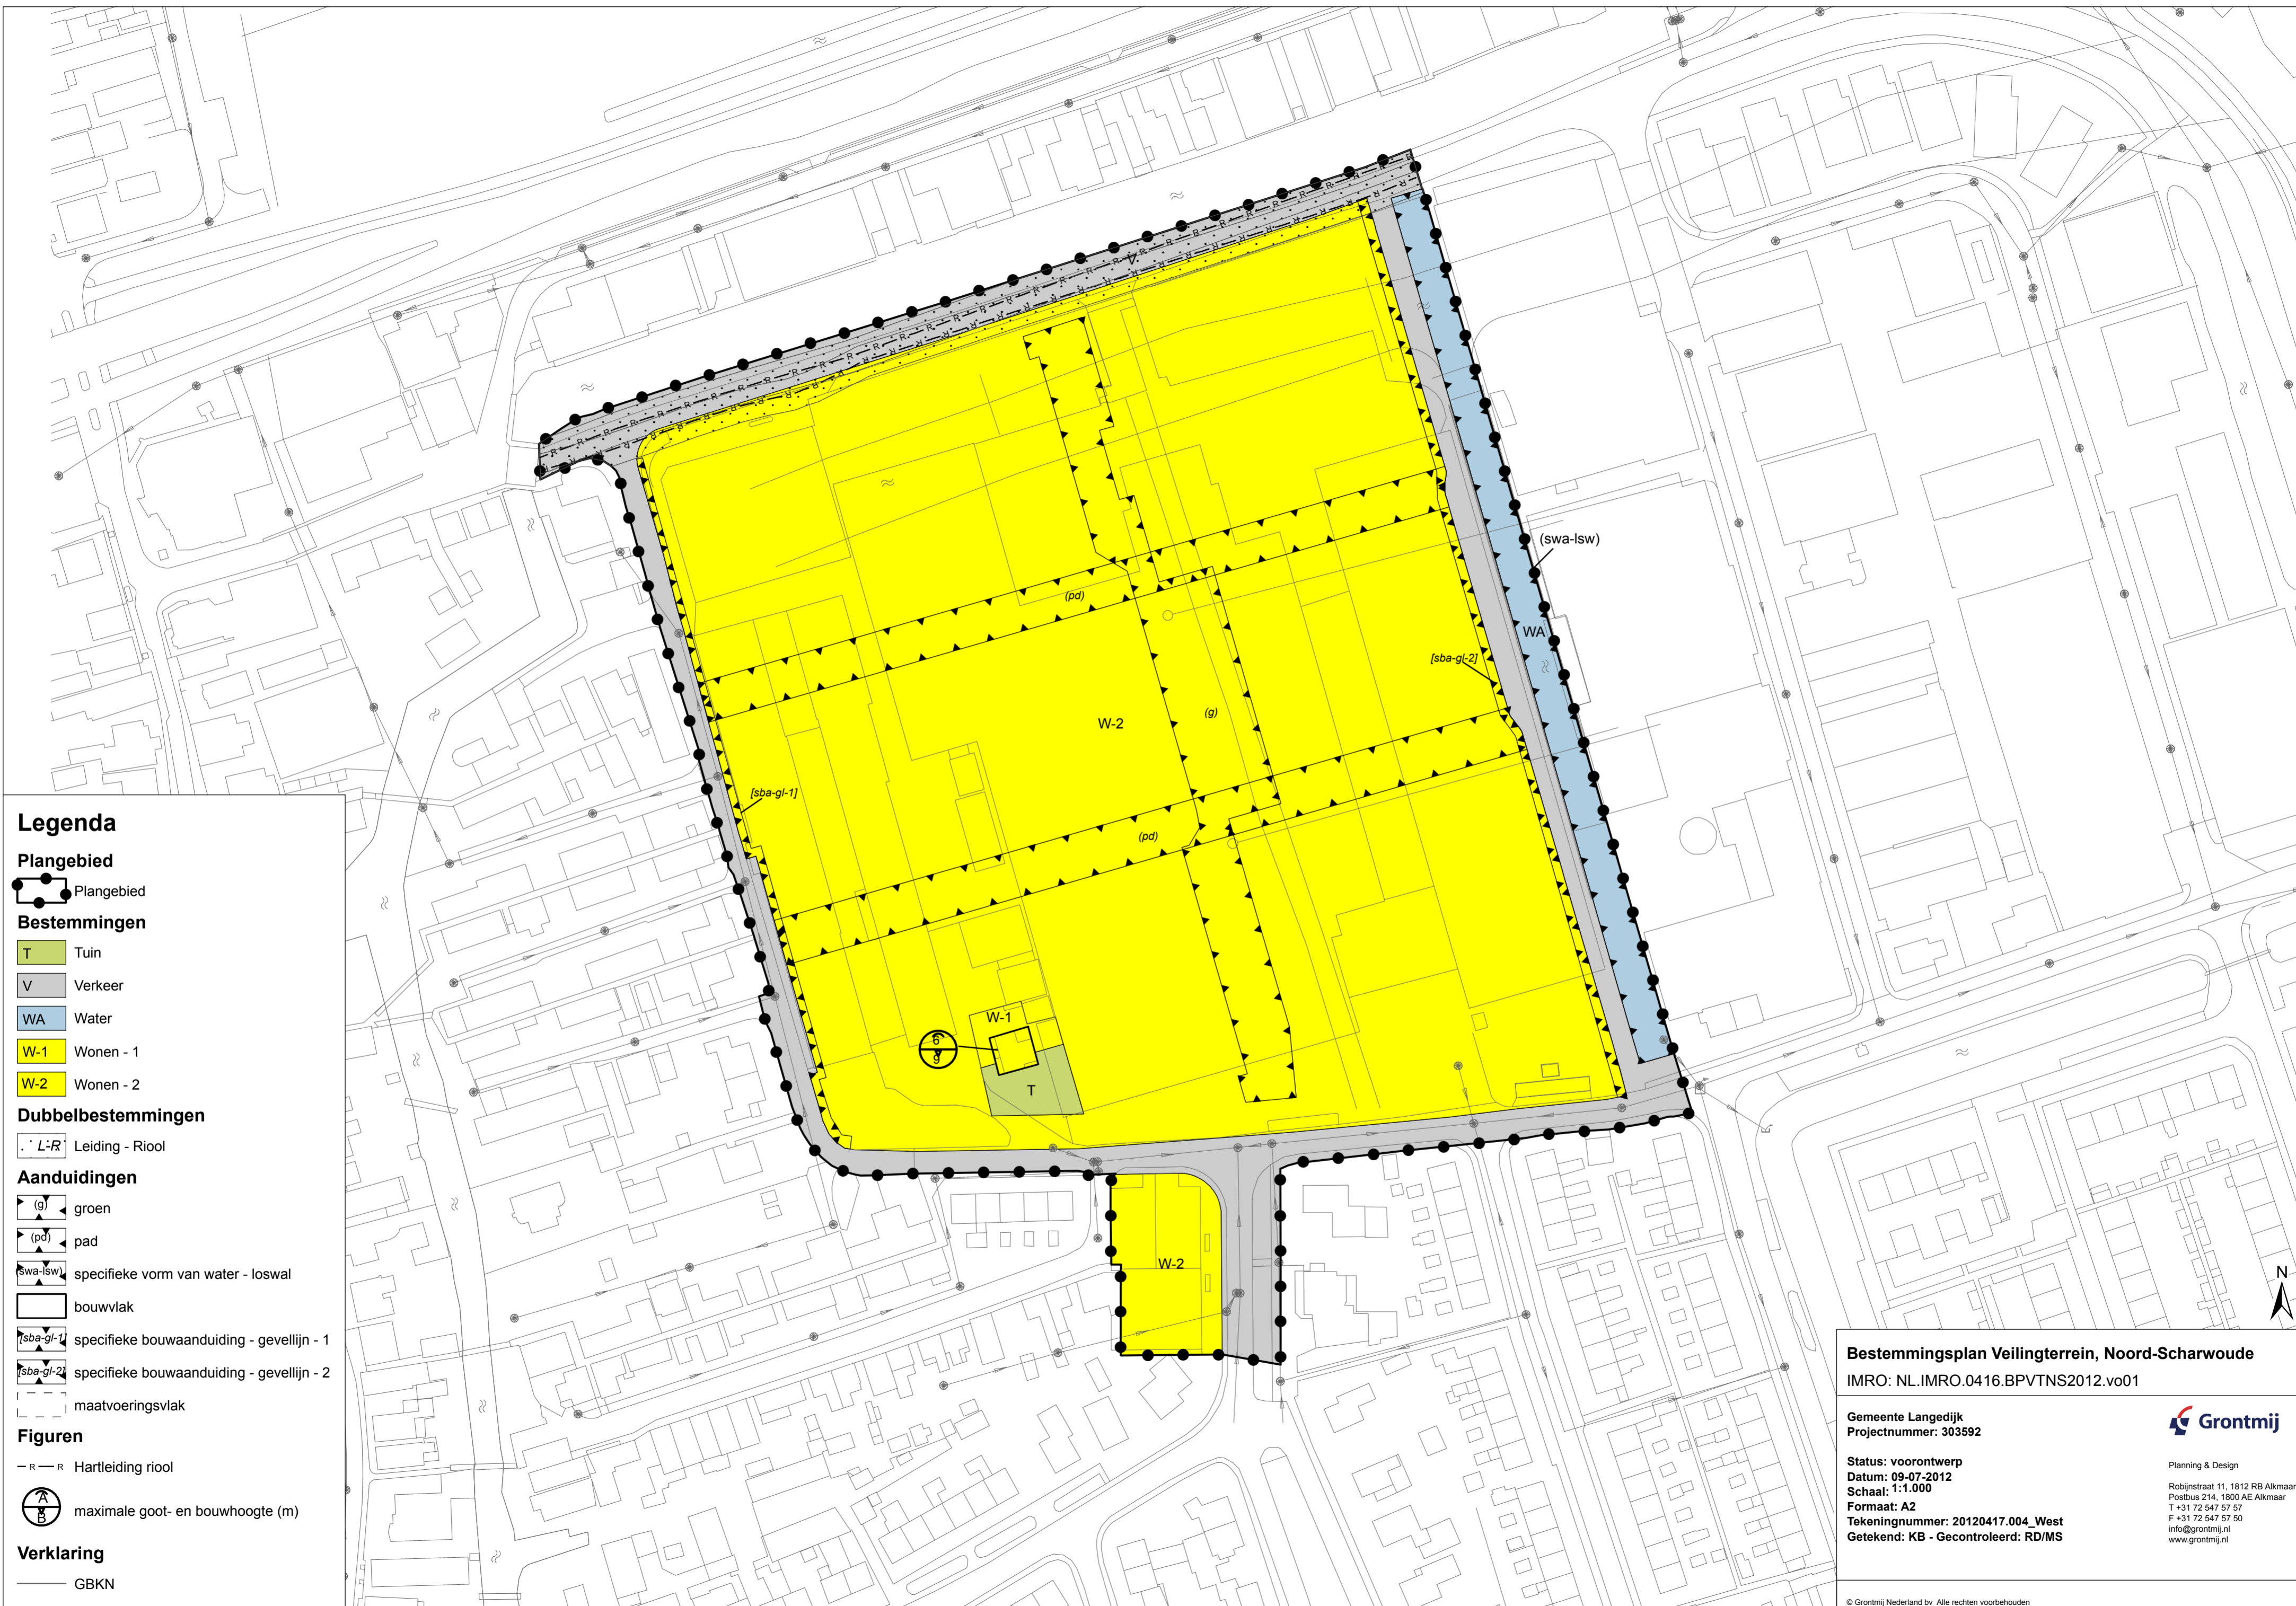 V
(swa-lsw)
WA
(pd)
[sba-gl-2]
(g)
W-2
[sba-gl-1]
(pd)
W-1
6
9
T
W-2
Legenda
Plangebied
Plangebied
Bestemmingen
T Tuin
V Verkeer
WA Water
W-1 Wonen - 1
W-2 Wonen - 2
Dubbelbestemmingen
L-R Leiding - Riool
Aanduidingen
(g) groen
(pd) pad
(swa-lsw) specifieke vorm van water - loswal
bouwvlak
[sba-gl-1] specifieke bouwaanduiding - gevellijn - 1
[sba-gl-2] specifieke bouwaanduiding - gevellijn - 2
maatvoeringsvlak
Figuren
R R Hartleiding riool
A
B maximale goot- en bouwhoogte (m)
Verklaring
GBKN
N
Bestemmingsplan Veilingterrein, Noord-Scharwoude
IMRO: NL.IMRO.0416.BPVTNS2012.vo01
Gemeente Langedijk
Projectnummer: 303592
Status: voorontwerp
Datum: 09-07-2012
Schaal: 1:1.000
Formaat: A2
Tekeningnummer: 20120417.004_West
Getekend: KB - Gecontroleerd: RD/MS
Grontmij
Planning & Design
Robijnstraat 11, 1812 RB Alkmaar
Postbus 214, 1800 AE Alkmaar
T +31 72 547 57 57
F +31 72 547 57 50
info@grontmij.nl
www.grontmij.nl
© Grontmij Nederland bv Alle rechten voorbehouden